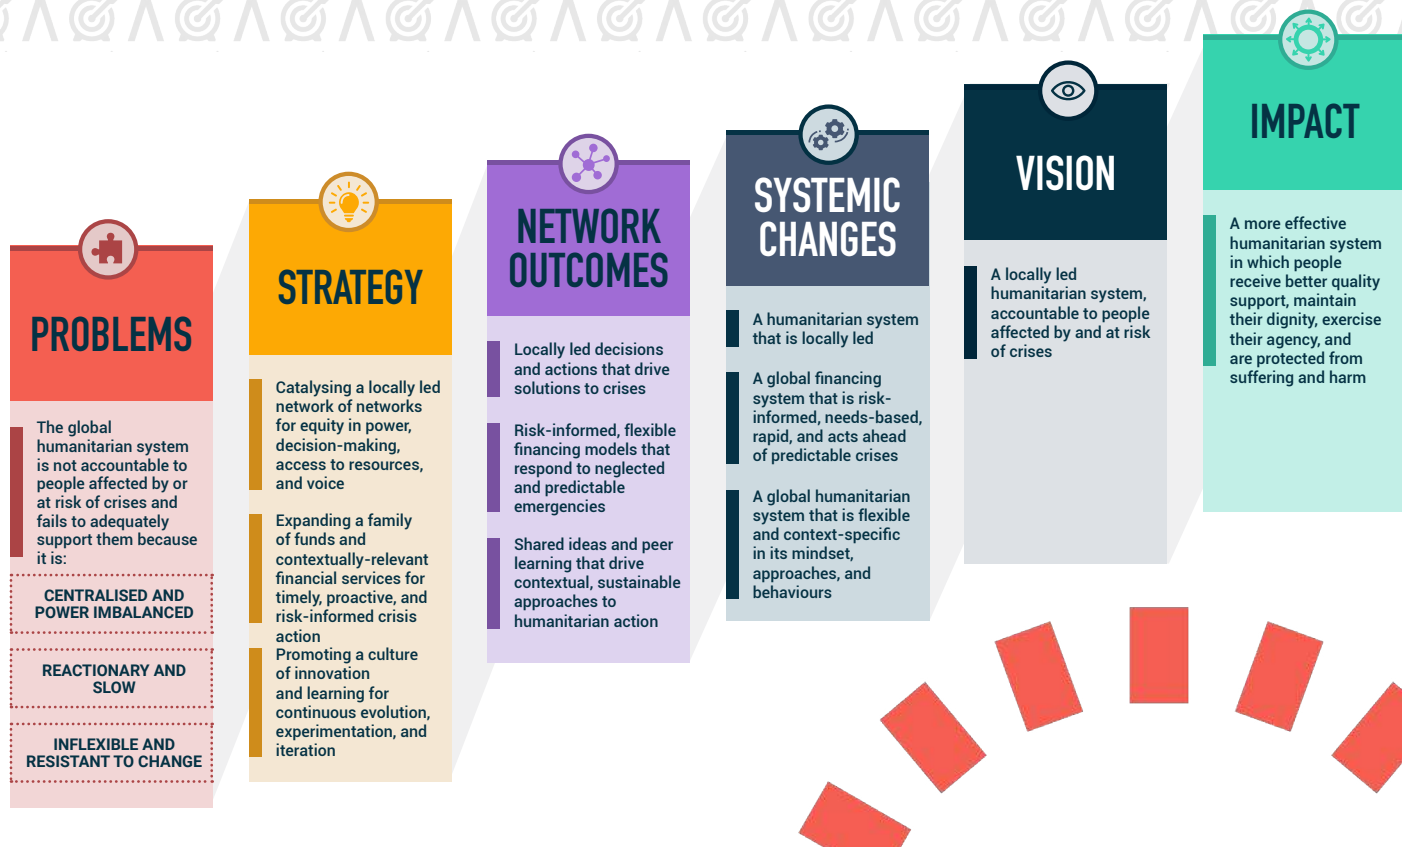 PROBLEMS
The global
humanitarian system
is not accountable to
people affected by or
at risk of crises and
fails to adequately
support them because
it is:
CENTRALISED AND
POWER IMBALANCED
REACTIONARY AND
SLOW
INFLEXIBLE AND
RESISTANT TO CHANGE
STRATEGY
Catalysing a locally led
network of networks
for equity in power,
decision-making,
access to resources,
and voice
Expanding a family
of funds and
contextually-relevant
financial services for
timely, proactive, and
risk-informed crisis
action
Promoting a culture
of innovation
and learning for
continuous evolution,
experimentation, and
iteration
NETWORK
OUTCOMES
Locally led decisions
and actions that drive
solutions to crises
Risk-informed, flexible
financing models that
respond to neglected
and predictable
emergencies
Shared ideas and peer
learning that drive
contextual, sustainable
approaches to
humanitarian action
SYSTEMIC
CHANGES
A humanitarian system
that is locally led
A global financing
system that is risk-
informed, needs-based,
rapid, and acts ahead
of predictable crises
A global humanitarian
system that is flexible
and context-specific
in its mindset,
approaches, and
behaviours
VISION
A locally led
humanitarian system,
accountable to people
affected by and at risk
of crises
IMPACT
A more effective
humanitarian system
in which people
receive better quality
support, maintain
their dignity, exercise
their agency, and
are protected from
suffering and harm